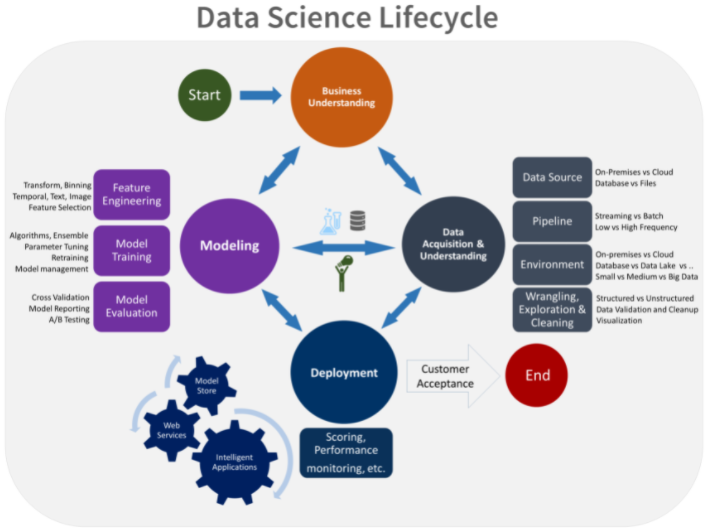 Data Science Lifecycle
Start
Business
Understanding
Transform, Binning
Temporal, Text, Image
Feature Selection
Feature
Engineering
Algorithms, Ensemble
Parameter Tuning
Retraining
Model management
Model
Training
Cross Validation
Model Reporting
A/B Testing
Model
Evaluation
Modeling
Data
Acquisition &
Understanding
Data Source
On-Premises vs Cloud
Database vs Files
Pipeline
Streaming vs Batch
Low vs High Frequency
Environment
On-premises vs Cloud
Database vs Data Lake vs ..
Small vs Medium vs Big Data
Wrangling,
Exploration &
Cleaning
Structured vs Unstructured
Data Validation and Cleanup
Visualization
Deployment
Customer
Acceptance
End
Scoring,
Performance
monitoring, etc.
Model
Store
Web
Services
Intelligent
Applications